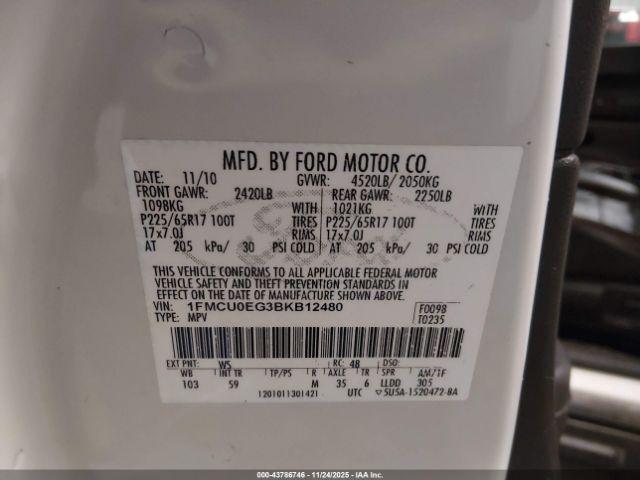 MFD. BY FORD MOTOR CO.
DATE: 11/10 GVWR: 4520LB/ 2050KG
FRONT GAWR: 2420LB REAR GAWR: 2250LB
1098KG WITH 1021KG WITH
P225/65R17 100T TIRES P225/65R17 100T TIRES
17x7.0J RIMS 17x7.0J RIMS
AT 205 kPa/ 30 PSI COLD AT 205 kPa/ 30 PSI COLD
THIS VEHICLE CONFORMS TO ALL APPLICABLE FEDERAL MOTOR
VEHICLE SAFETY AND THEFT PREVENTION STANDARDS IN
EFFECT ON THE DATE OF MANUFACTURE SHOWN ABOVE.
VIN: 1FMCU0EG3BKB12480 F0098
TYPE: MPV T0235
EXT PNT: WS RC: 48 DSO:
WB INT TR TP/PS R AXLE TR SPR AM/1F
103 59 M 35 6 LLDD 305
1201011301421 UTC 5U5A-1520472-BA
000-43786746 - 11/24/2025 - IAAI.COM